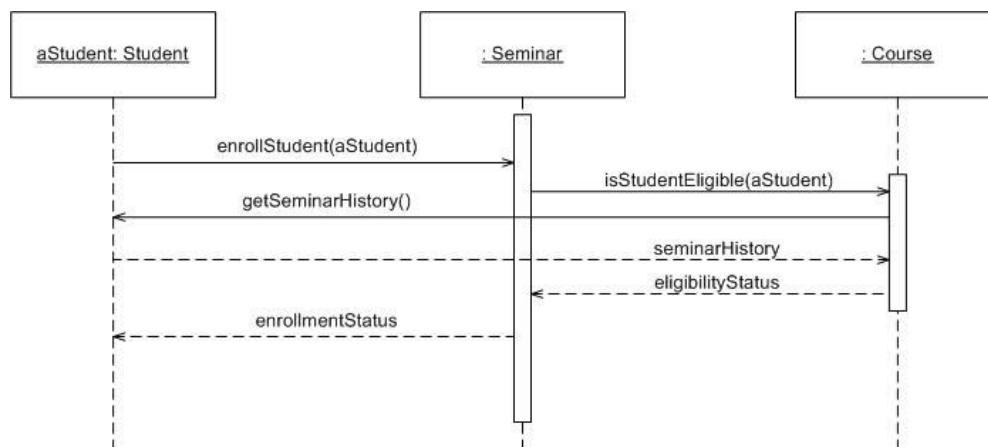 aStudent: Student
: Seminar
: Course
enrollStudent(aStudent)
isStudentEligible(aStudent)
getSeminarHistory()
seminarHistory
eligibilityStatus
enrollmentStatus